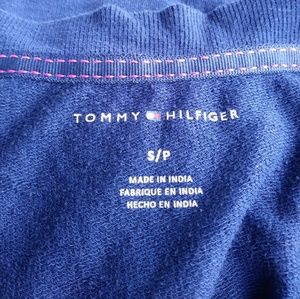 TOMMY HILFIGER
S/P
MADE IN INDIA
FABRIQUE EN INDIA
HECHO EN INDIA